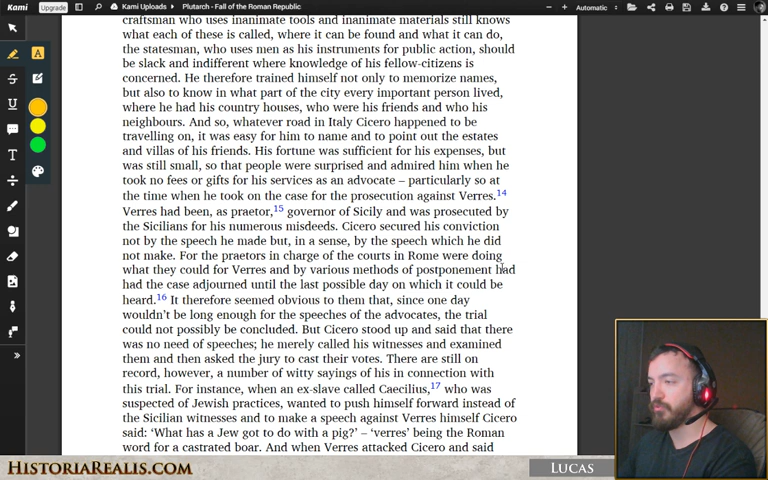 Kami
Upgrade
Kami Uploads
Plutarch - Fall of the Roman Republic
Automatic
craftsman who uses inanimate tools and inanimate materials still knows
what each of these is called, where it can be found and what it can do,
the statesman, who uses men as his instruments for public action, should
be slack and indifferent where knowledge of his fellow-citizens is
concerned. He therefore trained himself not only to memorize names,
but also to know in what part of the city every important person lived,
where he had his country houses, who were his friends and who his
neighbours. And so, whatever road in Italy Cicero happened to be
travelling on, it was easy for him to name and to point out the estates
and villas of his friends. His fortune was sufficient for his expenses, but
was still small, so that people were surprised and admired him when he
took no fees or gifts for his services as an advocate – particularly so at
the time when he took on the case for the prosecution against Verres.14
Verres had been, as praetor,15 governor of Sicily and was prosecuted by
the Sicilians for his numerous misdeeds. Cicero secured his conviction
not by the speech he made but, in a sense, by the speech which he did
not make. For the praetors in charge of the courts in Rome were doing
what they could for Verres and by various methods of postponement had
had the case adjourned until the last possible day on which it could be
heard.16 It therefore seemed obvious to them that, since one day
wouldn't be long enough for the speeches of the advocates, the trial
could not possibly be concluded. But Cicero stood up and said that there
was no need of speeches; he merely called his witnesses and examined
them and then asked the jury to cast their votes. There are still on
record, however, a number of witty sayings of his in connection with
this trial. For instance, when an ex-slave called Caecilius,17 who was
suspected of Jewish practices, wanted to push himself forward instead of
the Sicilian witnesses and to make a speech against Verres himself Cicero
said: 'What has a Jew got to do with a pig?' – 'verres' being the Roman
word for a castrated boar. And when Verres attacked Cicero and said
HistoriaRealis.com
Lucas